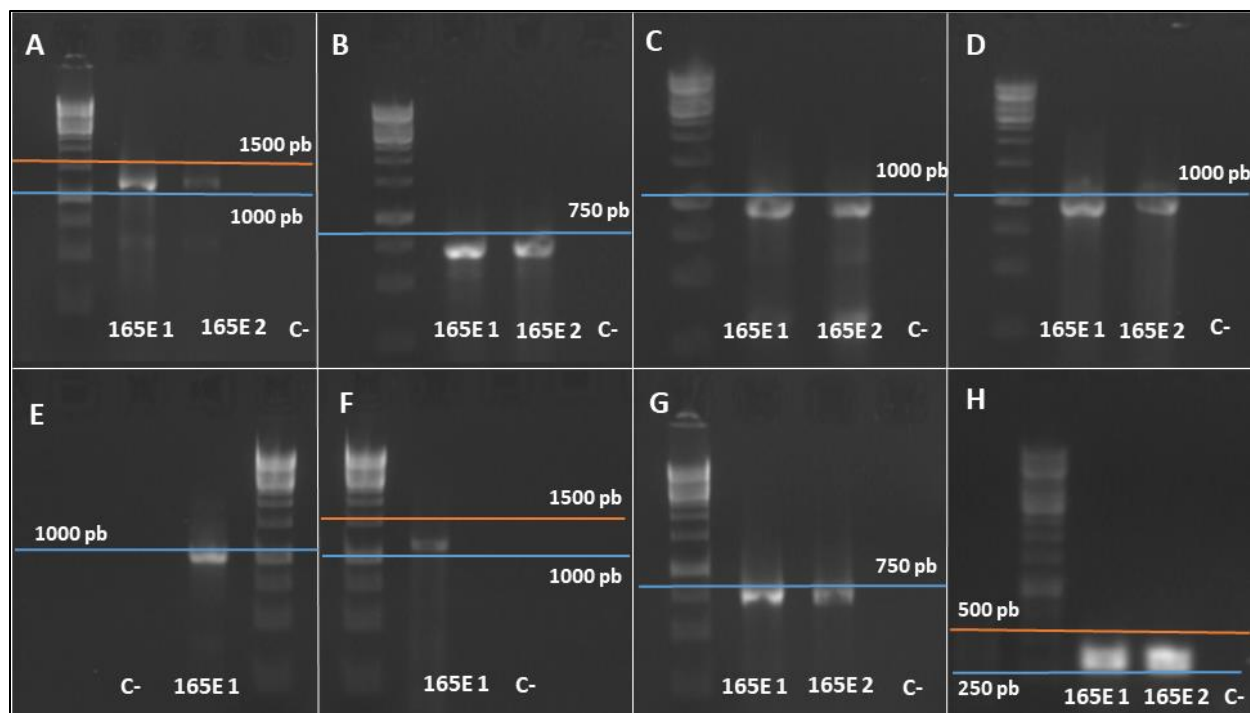 A
1500 pb
1000 pb
165E 1 165E 2 C-
B
750 pb
165E 1 165E 2 C-
C
1000 pb
165E 1 165E 2 C-
D
1000 pb
165E 1 165E 2 C-
E
1000 pb
C- 165E 1
F
1500 pb
1000 pb
165E 1 C-
G
750 pb
165E 1 165E 2 C-
H
500 pb
250 pb
165E 1 165E 2 C-